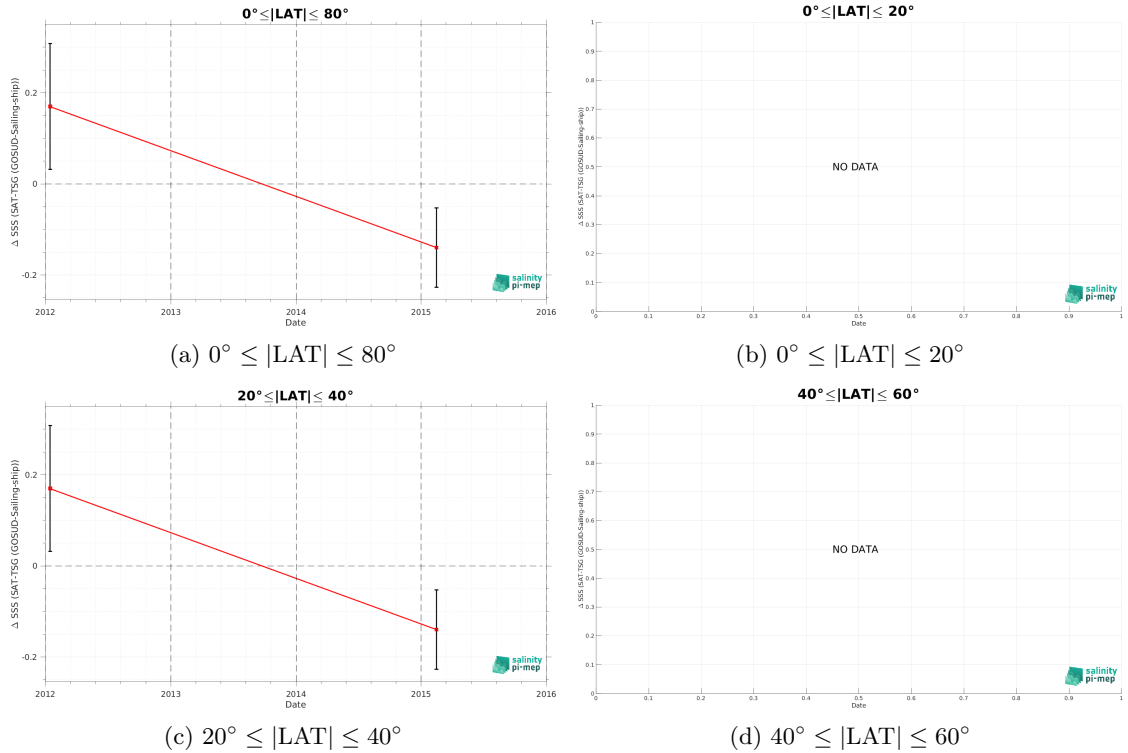 0°≤|LAT|≤ 80°
Δ SSS (SAT-TSG (GOSUD-Sailing-ship))
0.2
0
-0.2
2012 2013 2014 2015 2016
Date
salinity
pi-mep
(a) 0° ≤ |LAT| ≤ 80°
0°≤|LAT|≤ 20°
Δ SSS (SAT-TSG (GOSUD-Sailing-ship))
1
0.9
0.8
0.7
0.6
0.5
0.4
0.3
0.2
0.1
0
NO DATA
0 0.1 0.2 0.3 0.4 0.5 0.6 0.7 0.8 0.9 1
Date
salinity
pi-mep
(b) 0° ≤ |LAT| ≤ 20°
20°≤|LAT|≤ 40°
Δ SSS (SAT-TSG (GOSUD-Sailing-ship))
0.2
0
-0.2
2012 2013 2014 2015 2016
Date
salinity
pi-mep
(c) 20° ≤ |LAT| ≤ 40°
40°≤|LAT|≤ 60°
Δ SSS (SAT-TSG (GOSUD-Sailing-ship))
1
0.9
0.8
0.7
0.6
0.5
0.4
0.3
0.2
0.1
0
NO DATA
0 0.1 0.2 0.3 0.4 0.5 0.6 0.7 0.8 0.9 1
Date
salinity
pi-mep
(d) 40° ≤ |LAT| ≤ 60°